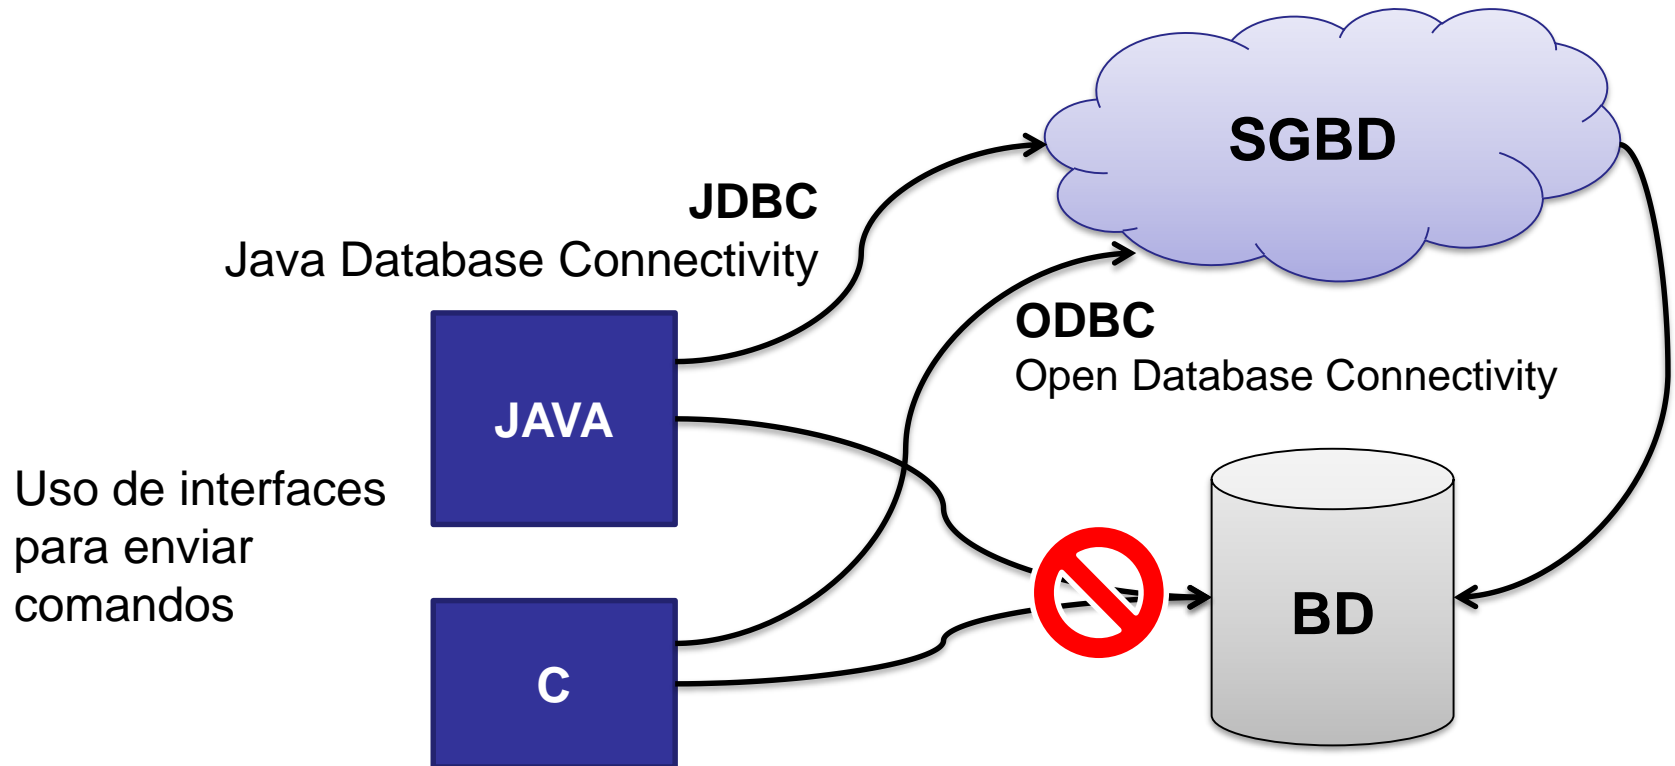 SGBD
JDBC
Java Database Connectivity
ODBC
Open Database Connectivity
JAVA
Uso de interfaces
para enviar
comandos
BD
C